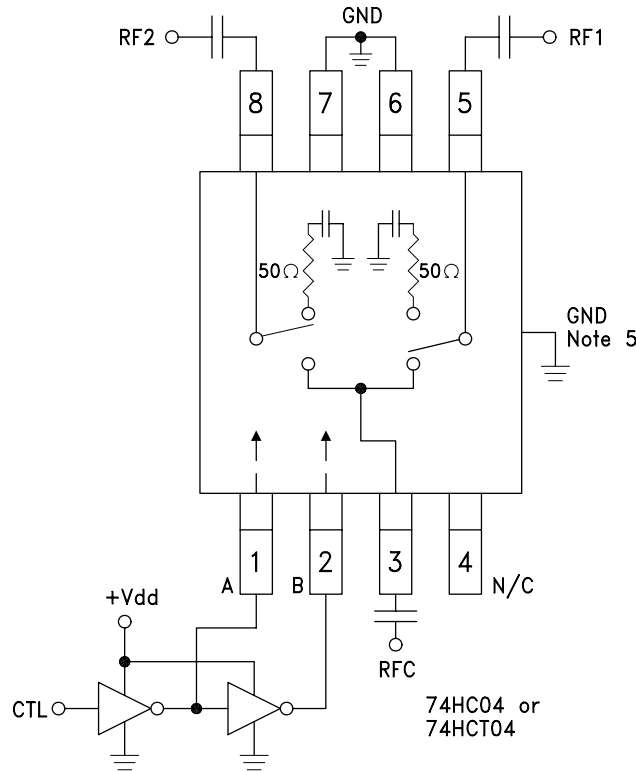 GND
RF2
RF1
8
7
6
5
50Ω
50Ω
GND
Note 5
1
2
3
4
A
B
N/C
+Vdd
RFC
CTL
74HC04 or
74HCT04